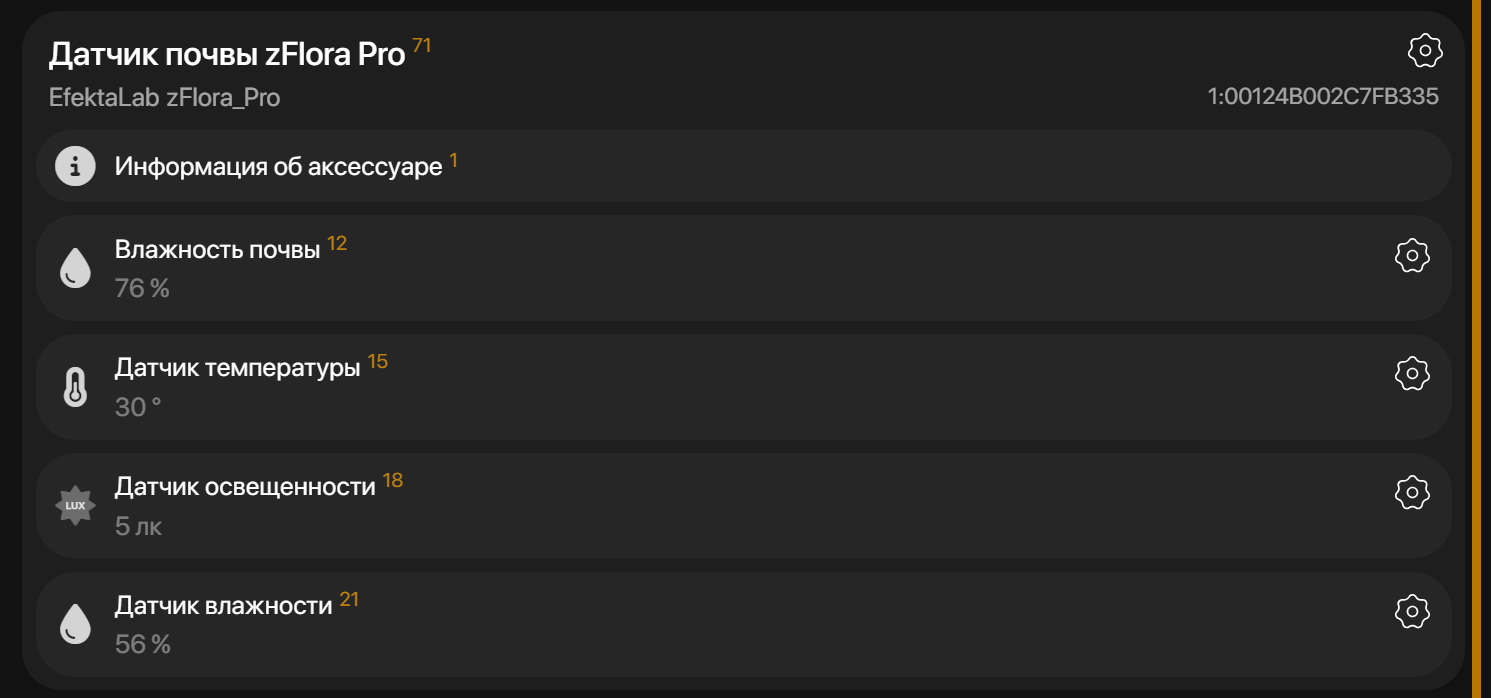 Датчик почвы zFlora Pro 71
EfektaLab zFlora_Pro
1:00124B002C7FB335
Информация об аксессуаре 1
Влажность почвы 12
76 %
Датчик температуры 15
30 °
LUX
Датчик освещенности 18
5 лк
Датчик влажности 21
56 %